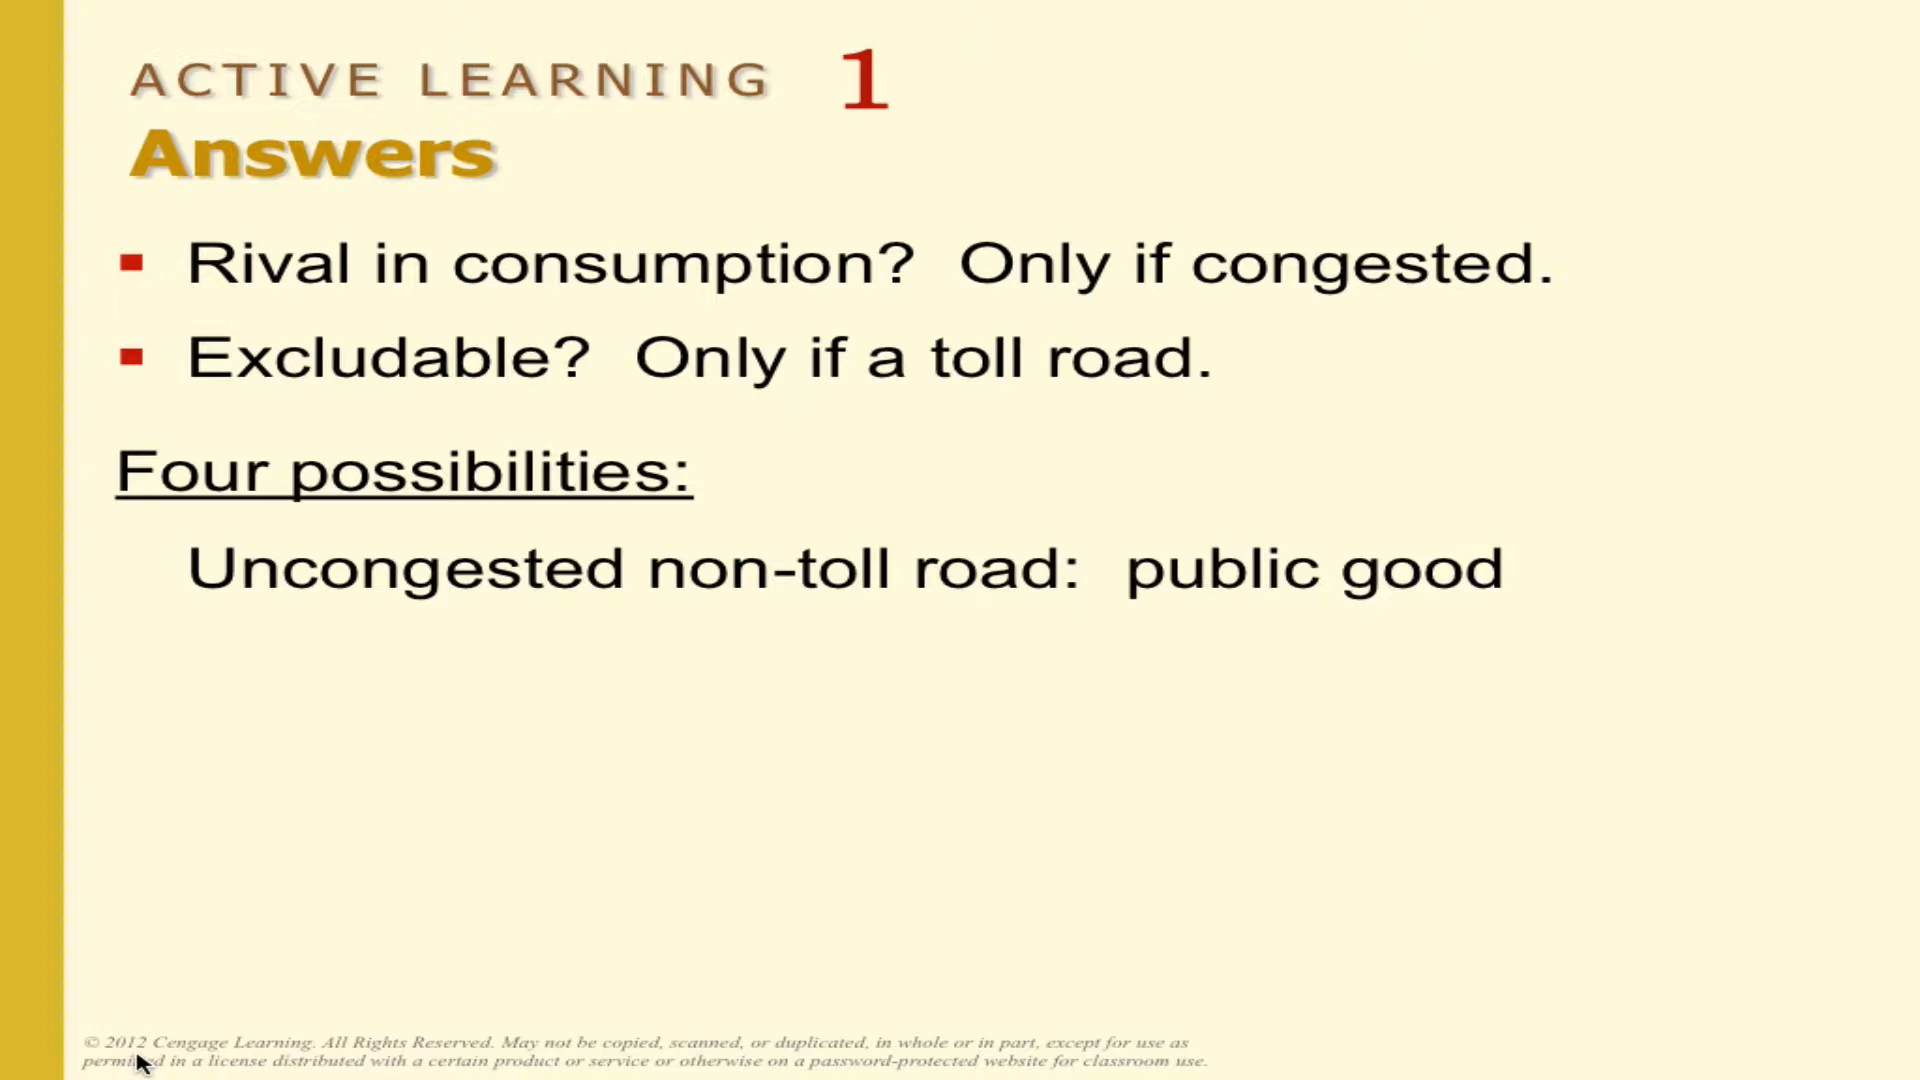 ACTIVE LEARNING 1
Answers
Rival in consumption? Only if congested.
Excludable? Only if a toll road.
Four possibilities:
Uncongested non-toll road: public good
© 2012 Cengage Learning. All Rights Reserved. May not be copied, scanned, or duplicated, in whole or in part, except for use as
permitted in a license distributed with a certain product or service or otherwise on a password-protected website for classroom use.